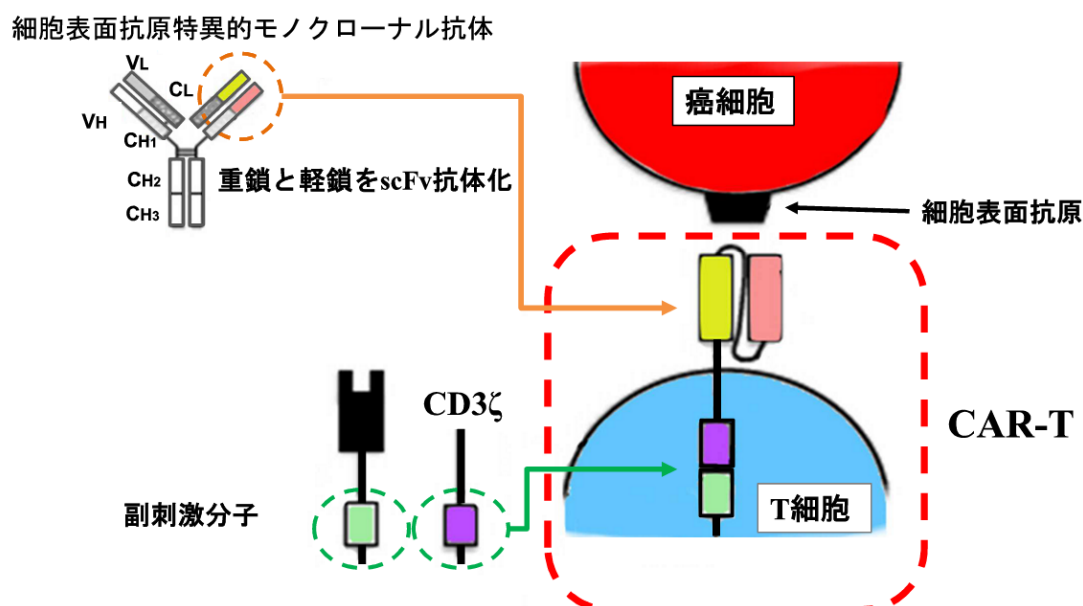 細胞表面抗原特異的モノクローナル抗体
VL
CL
VH
CH1
CH2
CH3
重鎖と軽鎖をscFv抗体化
癌細胞
細胞表面抗原
CD3ζ
CAR-T
副刺激分子
T細胞